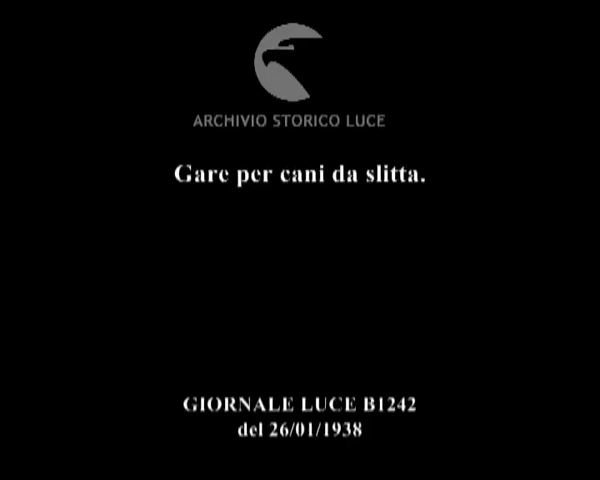 ARCHIVIO STORICO LUCE
Gare per cani da slitta.
GIORNALE LUCE B1242
del 26/01/1938